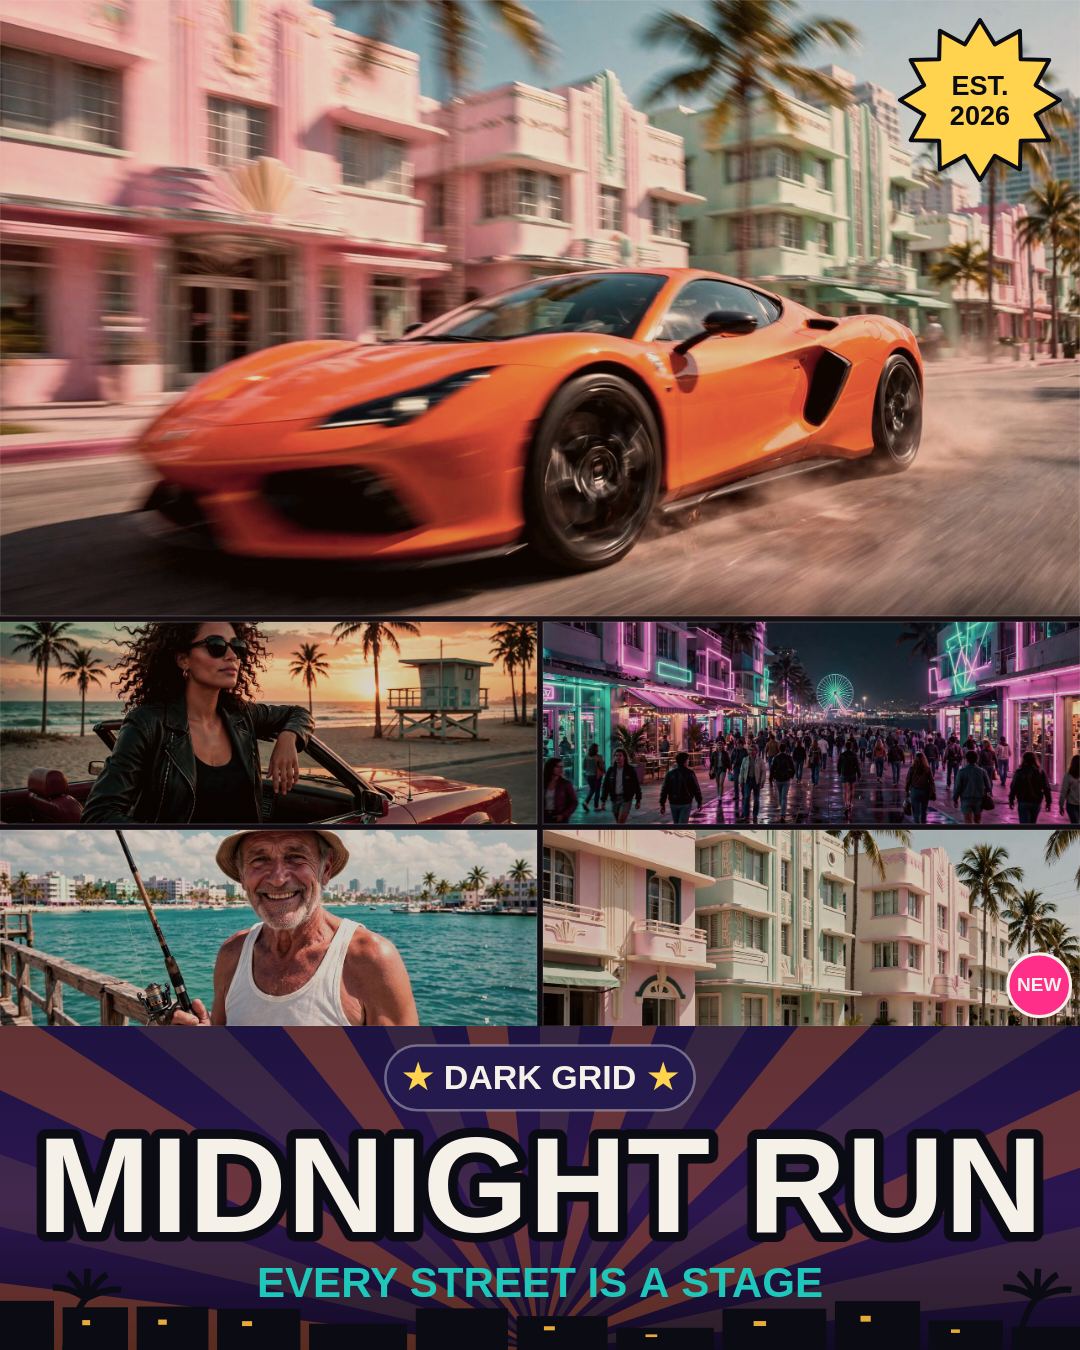 EST.
2026
NEW
★ DARK GRID ★
MIDNIGHT RUN
EVERY STREET IS A STAGE